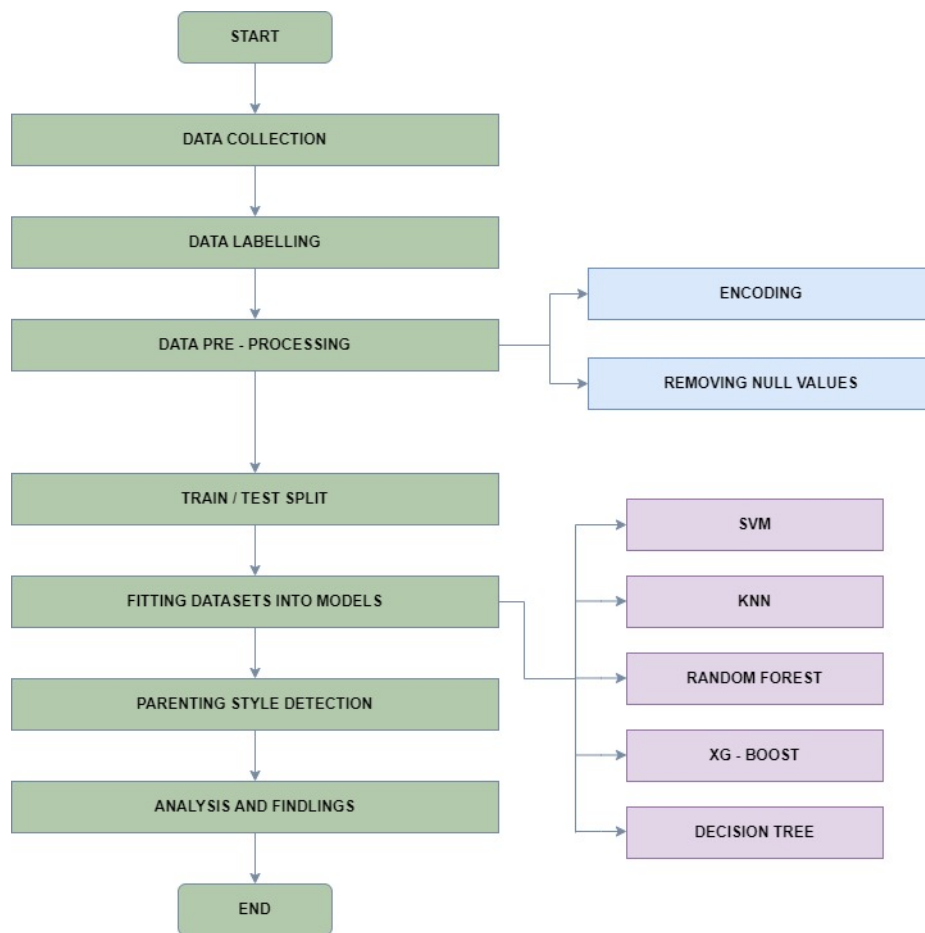 START
DATA COLLECTION
DATA LABELLING
DATA PRE - PROCESSING
ENCODING
REMOVING NULL VALUES
TRAIN / TEST SPLIT
FITTING DATASETS INTO MODELS
SVM
KNN
RANDOM FOREST
XG - BOOST
DECISION TREE
PARENTING STYLE DETECTION
ANALYSIS AND FINDLINGS
END